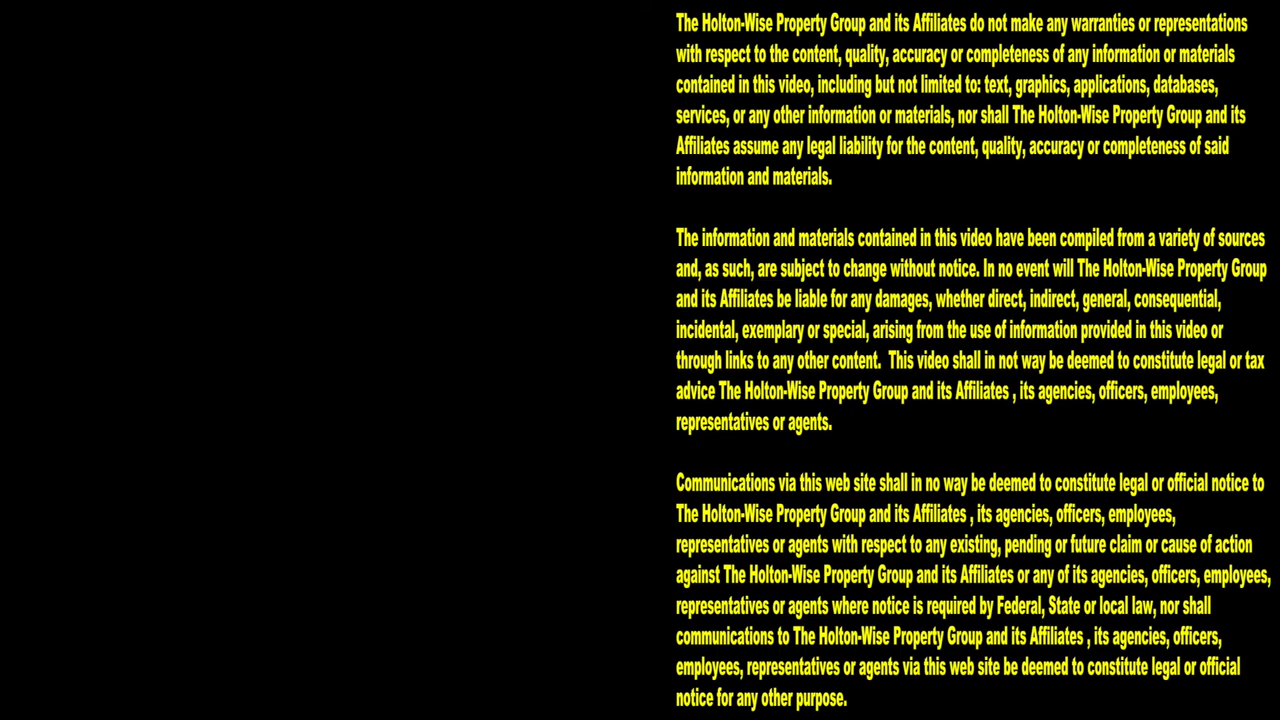 The Holton-Wise Property Group and its Affiliates do not make any warranties or representations
with respect to the content, quality, accuracy or completeness of any information or materials
contained in this video, including but not limited to: text, graphics, applications, databases,
services, or any other information or materials, nor shall The Holton-Wise Property Group and its
Affiliates assume any legal liability for the content, quality, accuracy or completeness of said
information and materials.
The information and materials contained in this video have been compiled from a variety of sources
and, as such, are subject to change without notice. In no event will The Holton-Wise Property Group
and its Affiliates be liable for any damages, whether direct, indirect, general, consequential,
incidental, exemplary or special, arising from the use of information provided in this video or
through links to any other content.  This video shall in not way be deemed to constitute legal or tax
advice The Holton-Wise Property Group and its Affiliates , its agencies, officers, employees,
representatives or agents.
Communications via this web site shall in no way be deemed to constitute legal or official notice to
The Holton-Wise Property Group and its Affiliates , its agencies, officers, employees,
representatives or agents with respect to any existing, pending or future claim or cause of action
against The Holton-Wise Property Group and its Affiliates or any of its agencies, officers, employees,
representatives or agents where notice is required by Federal, State or local law, nor shall
communications to The Holton-Wise Property Group and its Affiliates , its agencies, officers,
employees, representatives or agents via this web site be deemed to constitute legal or official
notice for any other purpose.